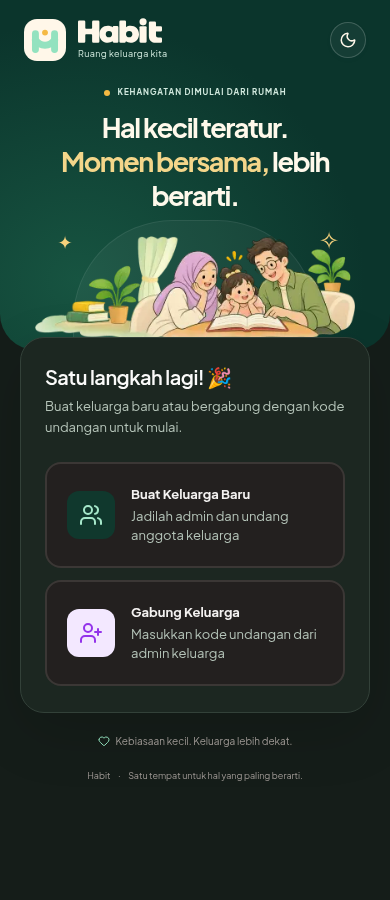 Habit
Ruang keluarga kita
KEHANGATAN DIMULAI DARI RUMAH
Hal kecil teratur.
Momen bersama, lebih
berarti.
Satu langkah lagi! 🎉
Buat keluarga baru atau bergabung dengan kode
undangan untuk mulai.
Buat Keluarga Baru
Jadilah admin dan undang
anggota keluarga
Gabung Keluarga
Masukkan kode undangan dari
admin keluarga
Kebiasaan kecil. Keluarga lebih dekat.
Habit · Satu tempat untuk hal yang paling berarti.